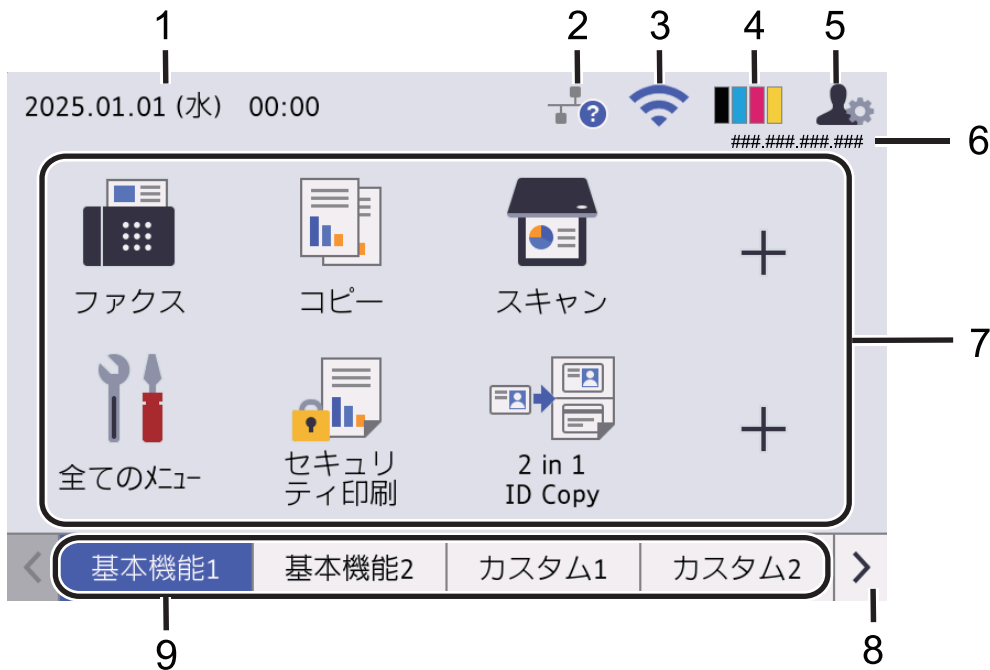 1 2 3 4 5
2025.01.01 (水) 00:00
?
###.###.###.### 6
ファクス コピー スキャン
7
全てのﾒﾆｭｰ セキュリティ印刷 2 in 1 ID Copy
基本機能1 基本機能2 カスタム1 カスタム2
9 8